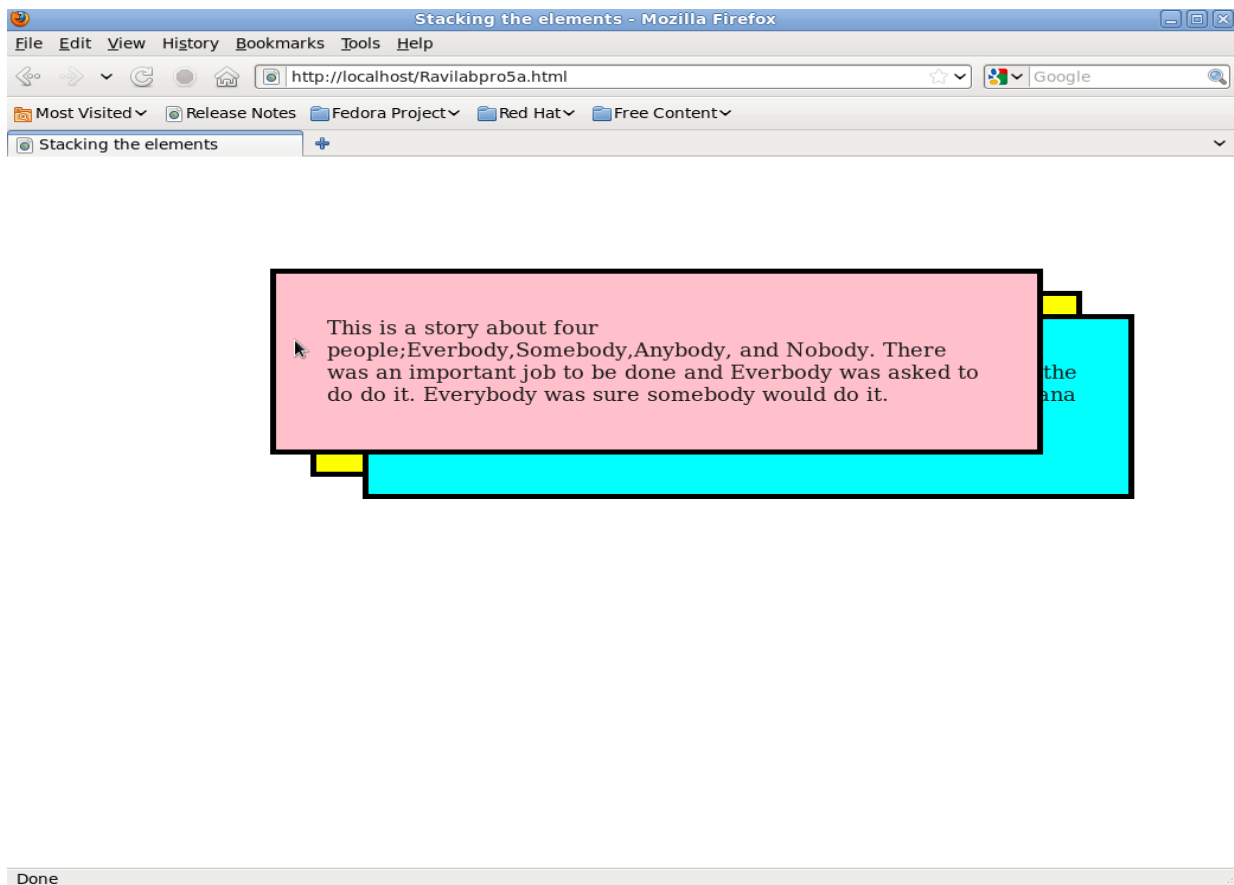 Stacking the elements - Mozilla Firefox
File Edit View History Bookmarks Tools Help
http://localhost/Ravilabpro5a.html
Google
Most Visited Release Notes Fedora Project Red Hat Free Content
Stacking the elements
This is a story about four
people;Everbody,Somebody,Anybody, and Nobody. There
was an important job to be done and Everbody was asked to
the
do do it. Everybody was sure somebody would do it.
ana
Done